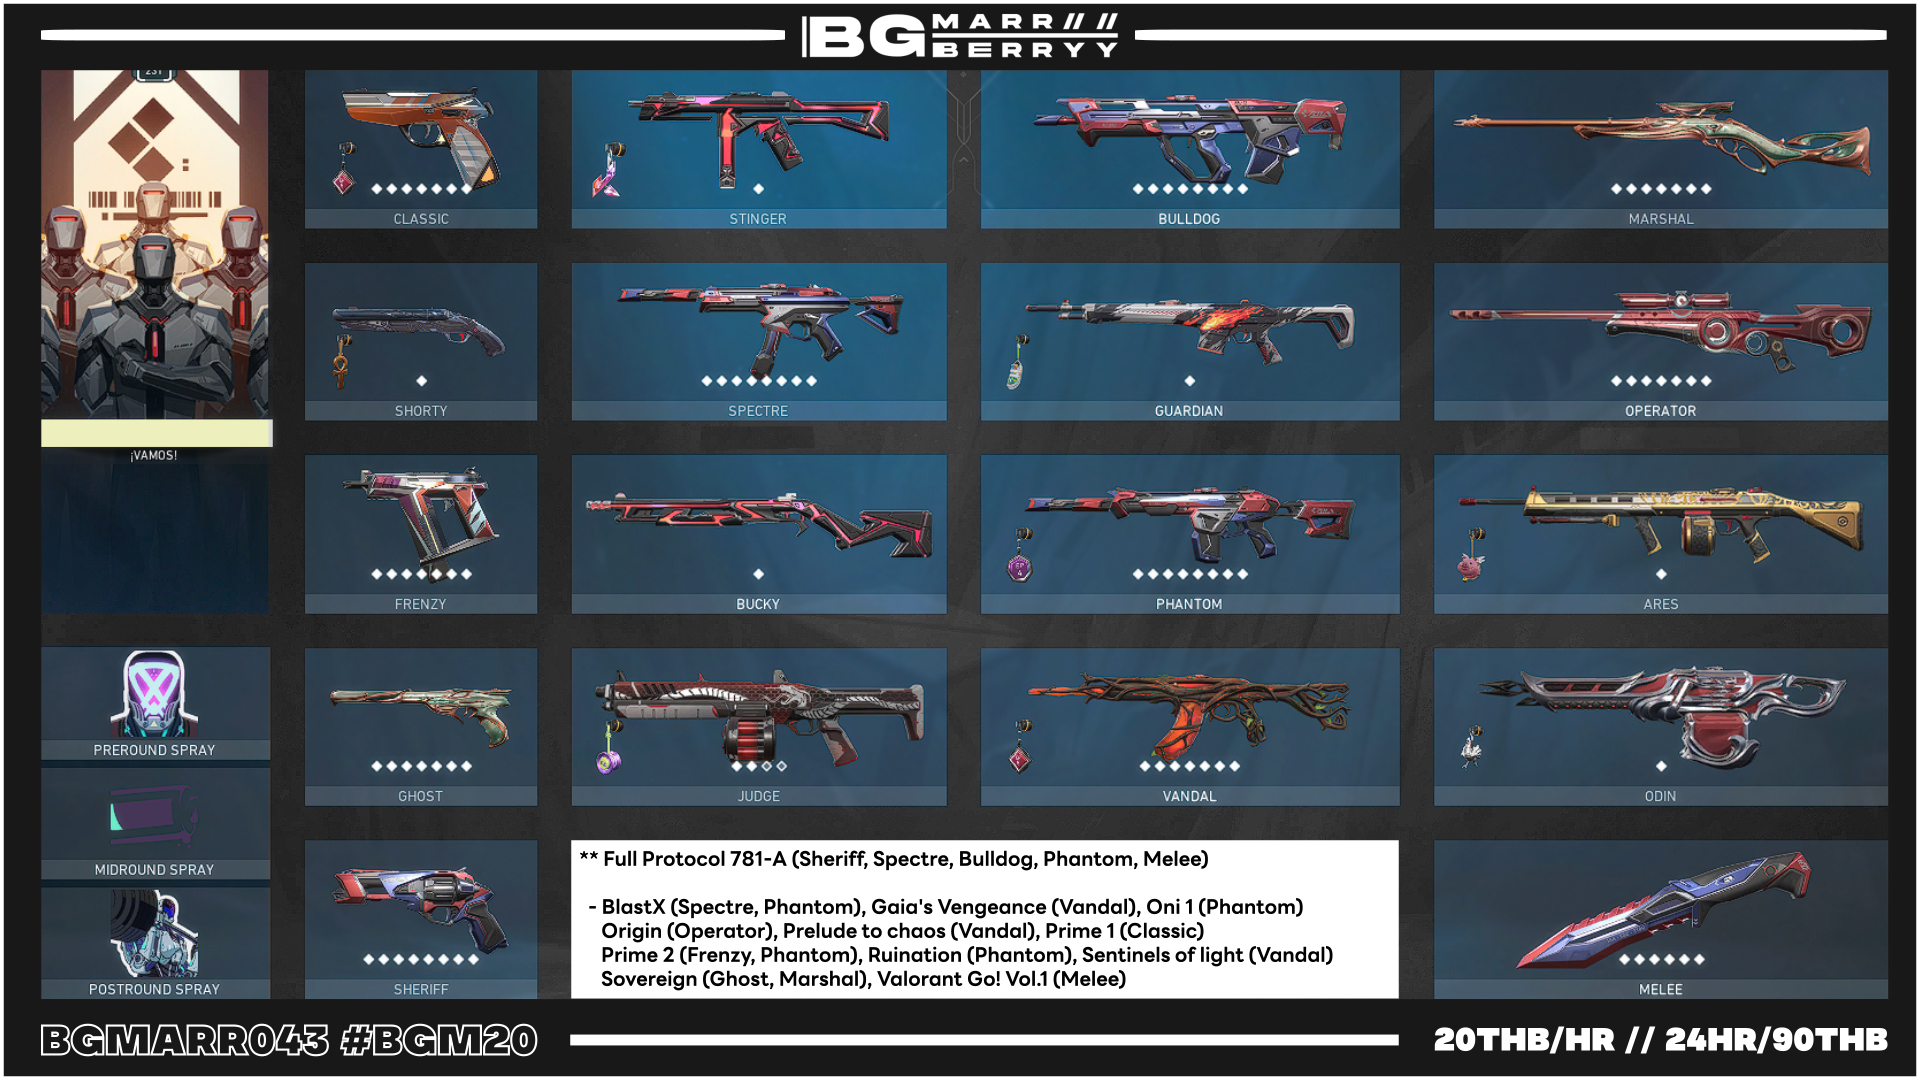 BG MARR// //
BERRYY
231
¡VAMOS!
CLASSIC
STINGER
BULLDOG
MARSHAL
SHORTY
SPECTRE
GUARDIAN
OPERATOR
FRENZY
BUCKY
PHANTOM
ARES
PREROUND SPRAY
GHOST
JUDGE
VANDAL
ODIN
MIDROUND SPRAY
POSTROUND SPRAY
SHERIFF
** Full Protocol 781-A (Sheriff, Spectre, Bulldog, Phantom, Melee)
- BlastX (Spectre, Phantom), Gaia's Vengeance (Vandal), Oni 1 (Phantom)
Origin (Operator), Prelude to chaos (Vandal), Prime 1 (Classic)
Prime 2 (Frenzy, Phantom), Ruination (Phantom), Sentinels of light (Vandal)
Sovereign (Ghost, Marshal), Valorant Go! Vol.1 (Melee)
MELEE
BGMARR043 #BGM20
20THB/HR // 24HR/90THB